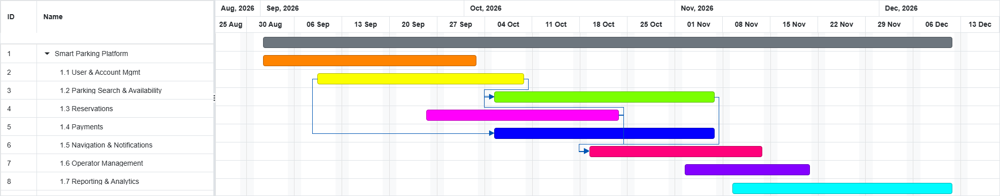 ID Name Aug, 2026 Sep, 2026 Oct, 2026 Nov, 2026 Dec, 2026
25 Aug 30 Aug 06 Sep 13 Sep 20 Sep 27 Sep 04 Oct 11 Oct 18 Oct 25 Oct 01 Nov 08 Nov 15 Nov 22 Nov 29 Nov 06 Dec 13 Dec
1 Smart Parking Platform
2 1.1 User & Account Mgmt
3 1.2 Parking Search & Availability
4 1.3 Reservations
5 1.4 Payments
6 1.5 Navigation & Notifications
7 1.6 Operator Management
8 1.7 Reporting & Analytics